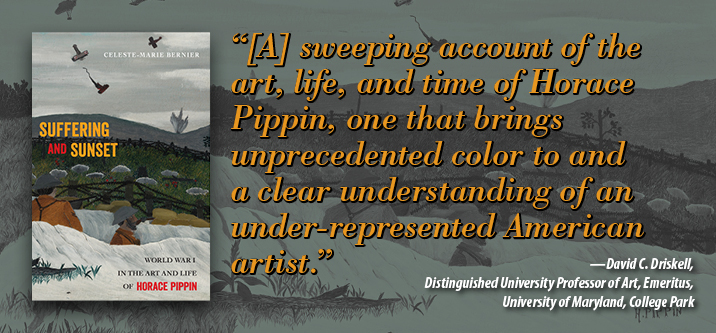 CELESTE-MARIE BERNIER
SUFFERING
AND SUNSET
WORLD WAR I
IN THE ART AND LIFE
OF HORACE PIPPIN
“[A] sweeping account of the
art, life, and time of Horace
Pippin, one that brings
unprecedented color to and
a clear understanding of an
under-represented American
artist.”
—David C. Driskell,
Distinguished University Professor of Art, Emeritus,
University of Maryland, College Park
H. PIPPIN